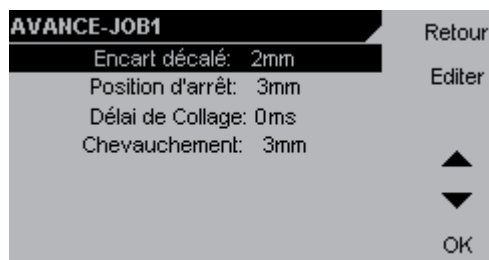 AVANCE-JOB1
Retour
Encart décalé: 2mm
Editer
Position d'arrêt: 3mm
Délai de Collage: 0ms
Chevauchement: 3mm
OK